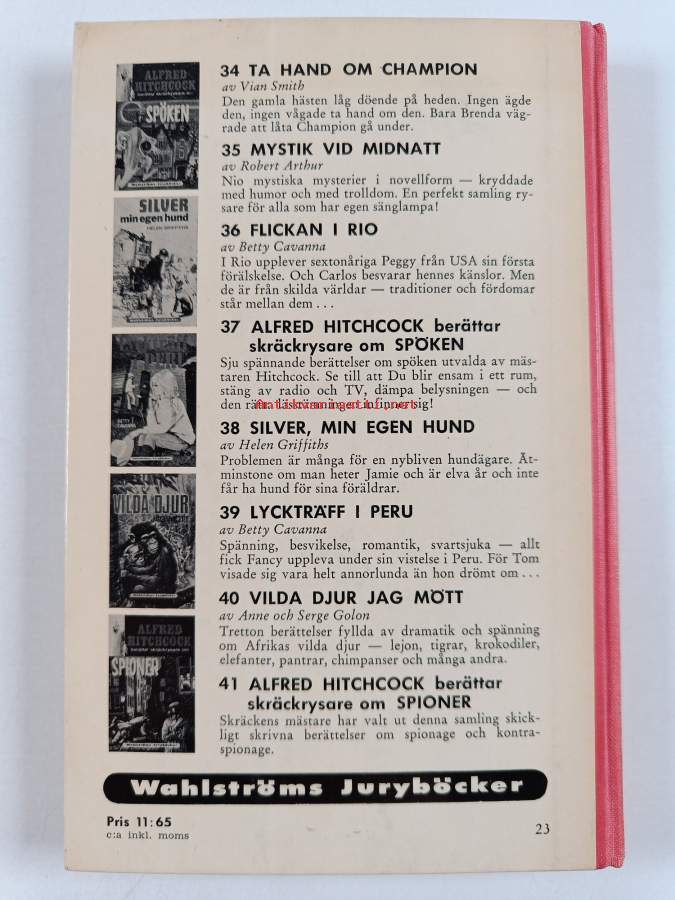 34 TA HAND OM CHAMPION
av Vian Smith
Den gamla hästen låg döende på heden. Ingen ägde
den, ingen vågade ta hand om den. Bara Brenda väg-
rade att låta Champion gå under.
35 MYSTIK VID MIDNATT
av Robert Arthur
Nio mystiska mysterier i novellform — kryddade
med humor och med trolldom. En perfekt samling ry-
sare för alla som har egen sänglampa!
36 FLICKAN I RIO
av Betty Cavanna
I Rio upplever sextonåriga Peggy från USA sin första
förälskelse. Och Carlos besvarar hennes känslor. Men
de är från skilda världar — traditioner och fördomar
står mellan dem . . .
37 ALFRED HITCHCOCK berättar
skräckrysare om SPÖKEN
Sju spännande berättelser om spöken utvalda av mäs-
taren Hitchcock. Se till att Du blir ensam i ett rum,
stäng av radio och TV, dämpa belysningen — och
den rätta lässtämningen infinner sig!
38 SILVER, MIN EGEN HUND
av Helen Griffiths
Problemen är många för en nybliven hundägare. Åt-
minstone om man heter Jamie och är elva år och inte
får ha hund för sina föräldrar.
39 LYCKTRÄFF I PERU
av Betty Cavanna
Spänning, besvikelse, romantik, svartsjuka — allt
fick Fancy uppleva under sin vistelse i Peru. För Tom
visade sig vara helt annorlunda än hon drömt om . . .
40 VILDA DJUR JAG MÖTT
av Anne och Serge Golon
Tretton berättelser fyllda av dramatik och spänning
om Afrikas vilda djur — lejon, tigrar, krokodiler,
elefanter, pantrar, chimpanser och många andra.
41 ALFRED HITCHCOCK berättar
skräckrysare om SPIONER
Skräckens mästare har valt ut denna samling skick-
ligt skrivna berättelser om spionage och kontra-
spionage.
Wahlströms Juryböcker
Pris 11:65
c:a inkl. moms
23
ALFRED
HITCHCOCK
SPÖKEN
SILVER
min egen hund
HELEN GRIFFITHS
VILDA DJUR
ALFRED
HITCHCOCK
SPIONER